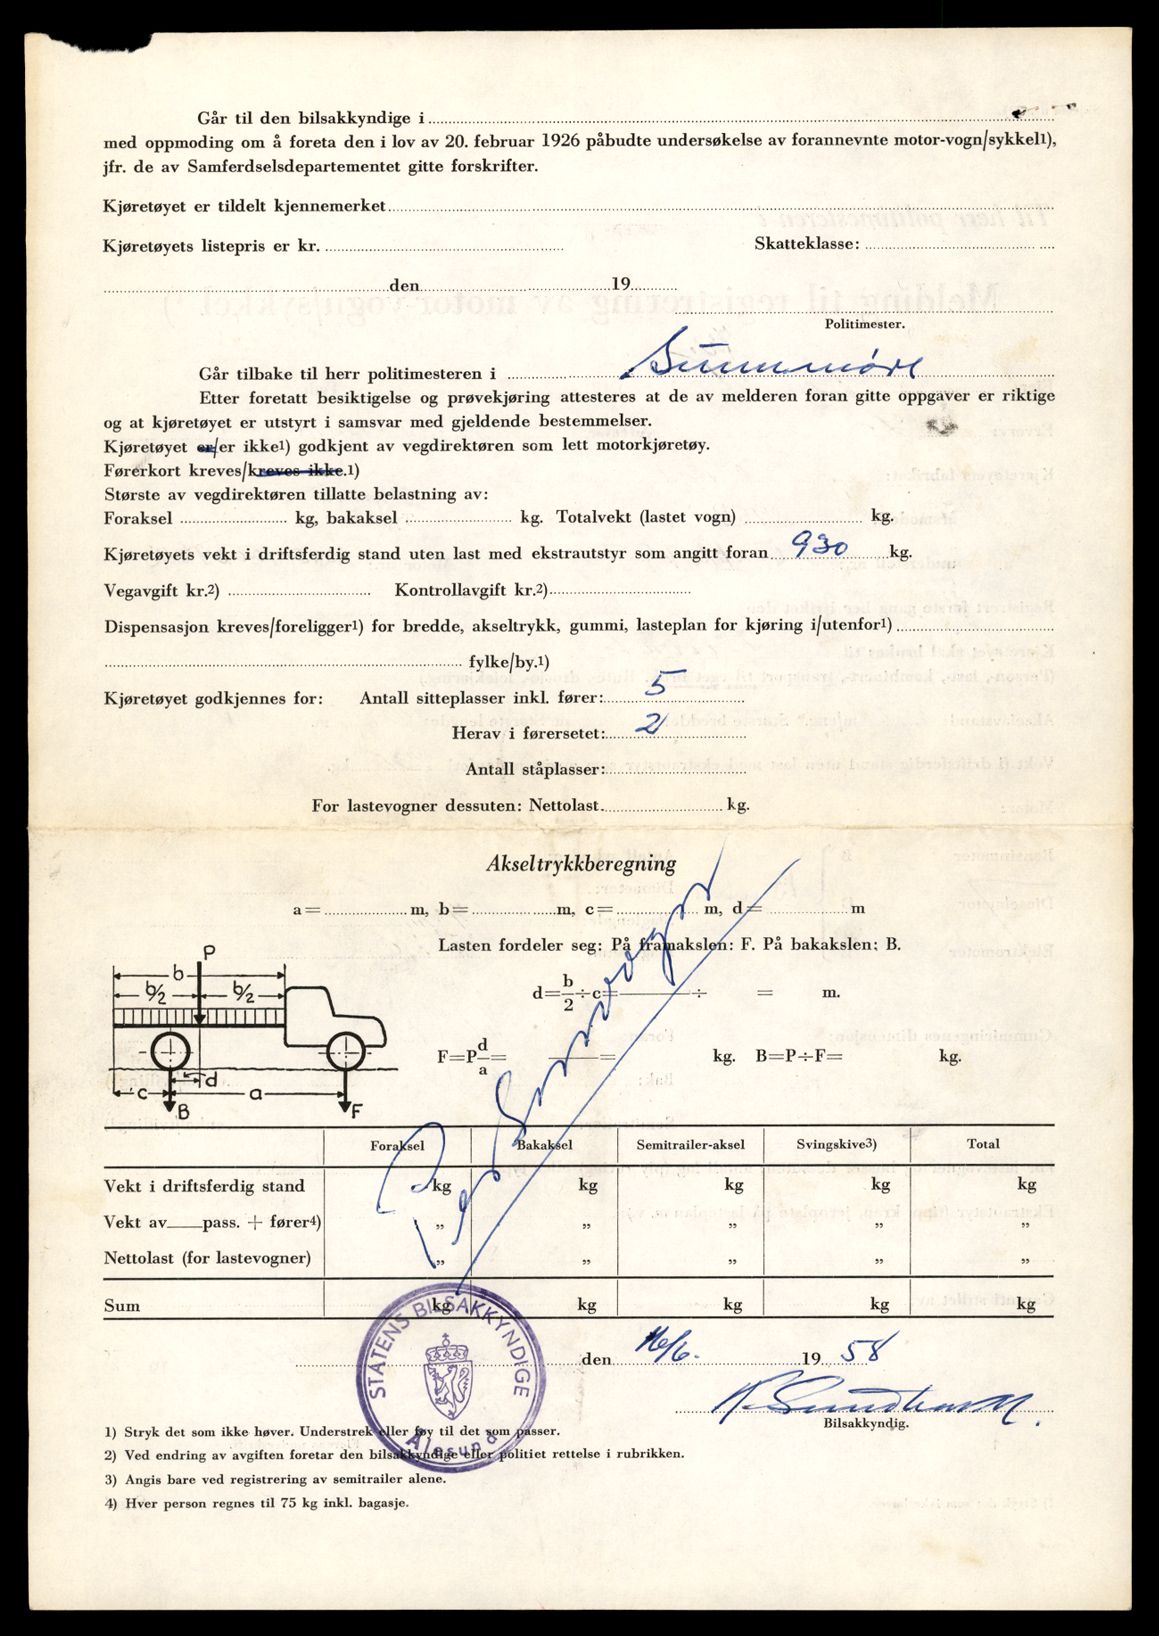 Går til den bilsakkyndige i
med oppmoding om å foreta den i lov av 20. februar 1926 påbudte undersøkelse av forannevnte motor-vogn/sykkel1),
jfr. de av Samferdselsdepartementet gitte forskrifter.
Kjøretøyet er tildelt kjennemerket
Kjøretøyets listepris er kr. Skatteklasse:
den 19
Politimester.
Går tilbake til herr politimesteren i Sunnmøre
Etter foretatt besiktigelse og prøvekjøring attesteres at de av melderen foran gitte oppgaver er riktige
og at kjøretøyet er utstyrt i samsvar med gjeldende bestemmelser.
Kjøretøyet er/er ikke1) godkjent av vegdirektøren som lett motorkjøretøy.
Førerkort kreves/kreves ikke.1)
Største av vegdirektøren tillatte belastning av:
Foraksel kg, bakaksel kg. Totalvekt (lastet vogn) kg.
Kjøretøyets vekt i driftsferdig stand uten last med ekstrautstyr som angitt foran 930 kg.
Vegavgift kr.2) Kontrollavgift kr.2)
Dispensasjon kreves/foreligger1) for bredde, akseltrykk, gummi, lasteplan for kjøring i/utenfor1)
fylke/by.1)
Kjøretøyet godkjennes for: Antall sitteplasser inkl. fører: 5
Herav i førersetet: 2
Antall ståplasser:
For lastevogner dessuten: Nettolast kg.
Akseltrykkberegning
a= m, b= m, c= m, d= m
Lasten fordeler seg: På framakslen: F. På bakakslen: B.
d=b/2÷c= ÷ = m.
F=Pd/a= = kg. B=P÷F= kg.
P
b
b/2 b/2
d
c a
B F
Personvogn
Foraksel Bakaksel Semitrailer-aksel Svingskive3) Total
Vekt i driftsferdig stand kg kg kg kg kg
Vekt av pass. + fører4) „ „ „ „ „
Nettolast (for lastevogner) „ „ „ „ „
Sum kg kg kg kg kg
STATENS BILSAKKYNDIGE
Ålesund
den 16/6. 19 58
Bilsakkyndig.
1) Stryk det som ikke høver. Understrek eller føy til det som passer.
2) Ved endring av avgiften foretar den bilsakkyndige eller politiet rettelse i rubrikken.
3) Angis bare ved registrering av semitrailer alene.
4) Hver person regnes til 75 kg inkl. bagasje.